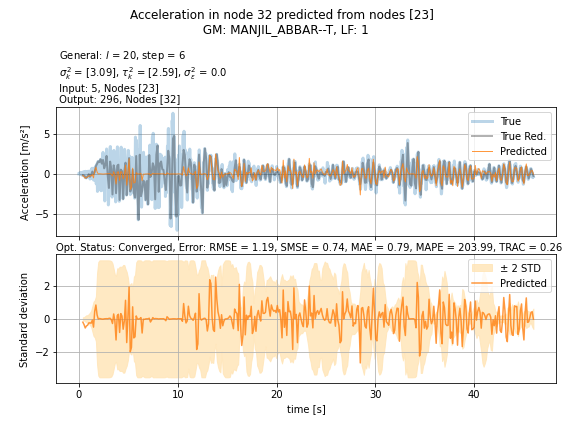 Acceleration in node 32 predicted from nodes [23]
GM: MANJIL_ABBAR--T, LF: 1
General: l = 20, step = 6
σ²ₖ = [3.09], τ²ₖ = [2.59], σ²ε = 0.0
Input: 5, Nodes [23]
Output: 296, Nodes [32]
Acceleration [m/s²]
5
0
−5
True
True Red.
Predicted
Opt. Status: Converged, Error: RMSE = 1.19, SMSE = 0.74, MAE = 0.79, MAPE = 203.99, TRAC = 0.26
Standard deviation
2
0
−2
± 2 STD
Predicted
0 10 20 30 40
time [s]